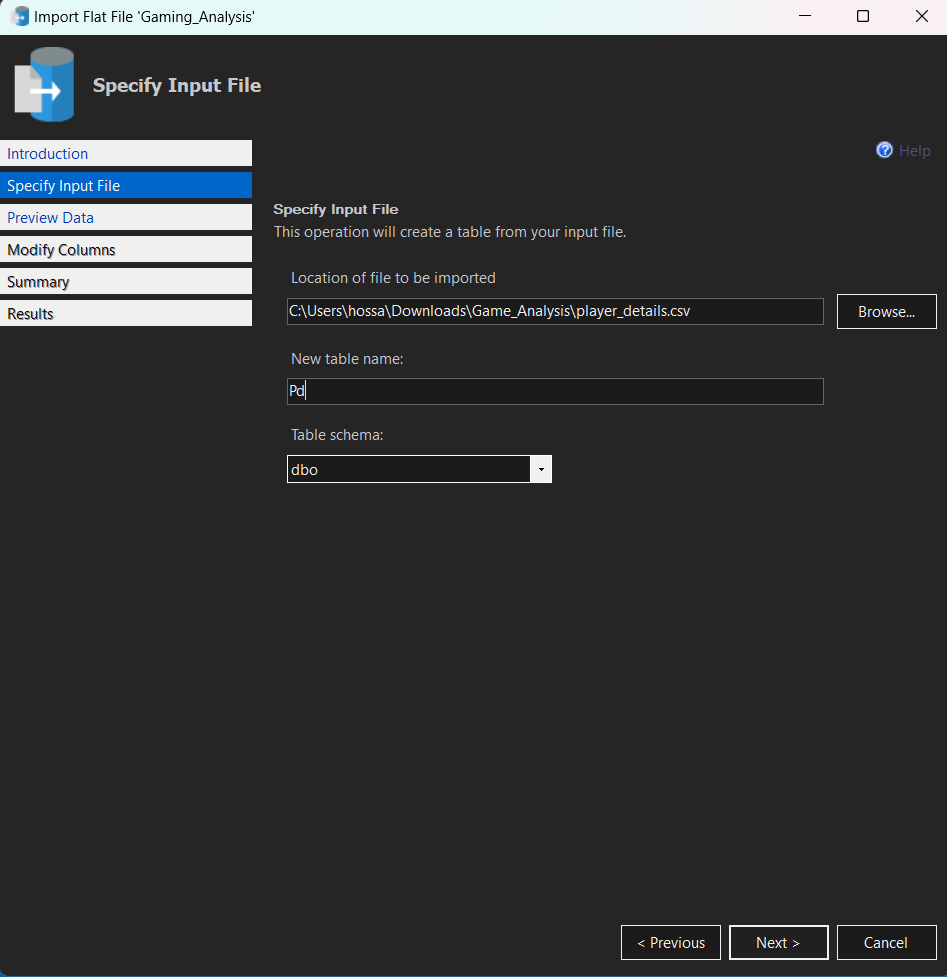 Import Flat File 'Gaming_Analysis'
Specify Input File
Introduction
Specify Input File
Preview Data
Modify Columns
Summary
Results
Help
Specify Input File
This operation will create a table from your input file.
Location of file to be imported
C:\Users\hossa\Downloads\Game_Analysis\player_details.csv
Browse...
New table name:
Pd
Table schema:
dbo
< Previous
Next >
Cancel